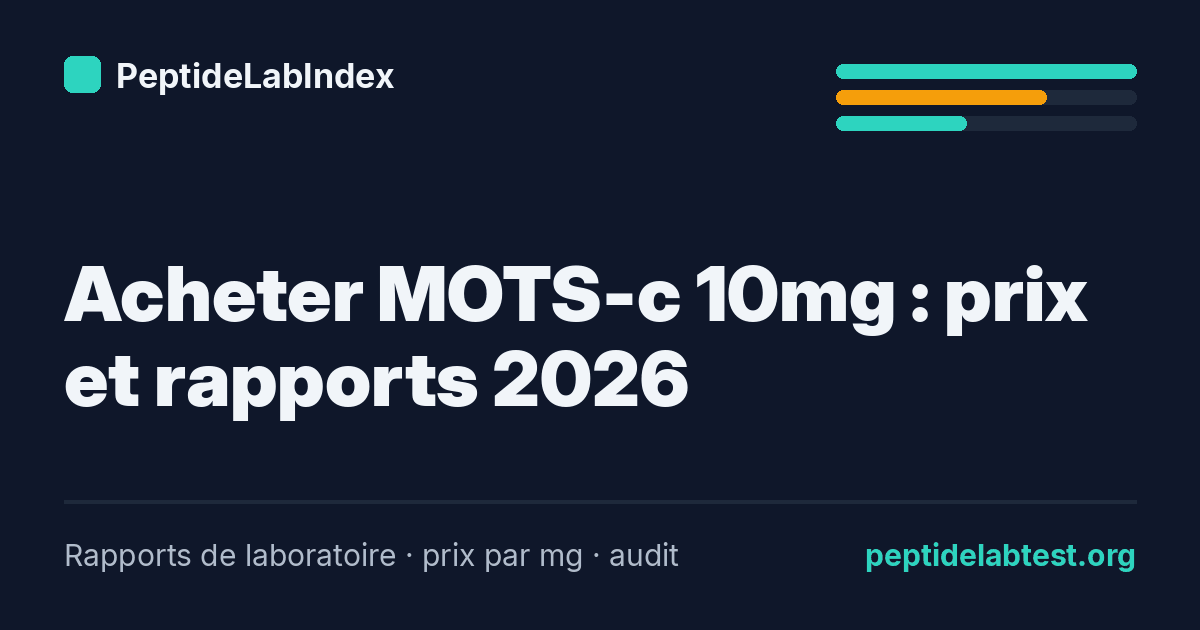 PeptideLabIndex
Acheter MOTS-c 10mg : prix
et rapports 2026
Rapports de laboratoire · prix par mg · audit
peptidelabtest.org